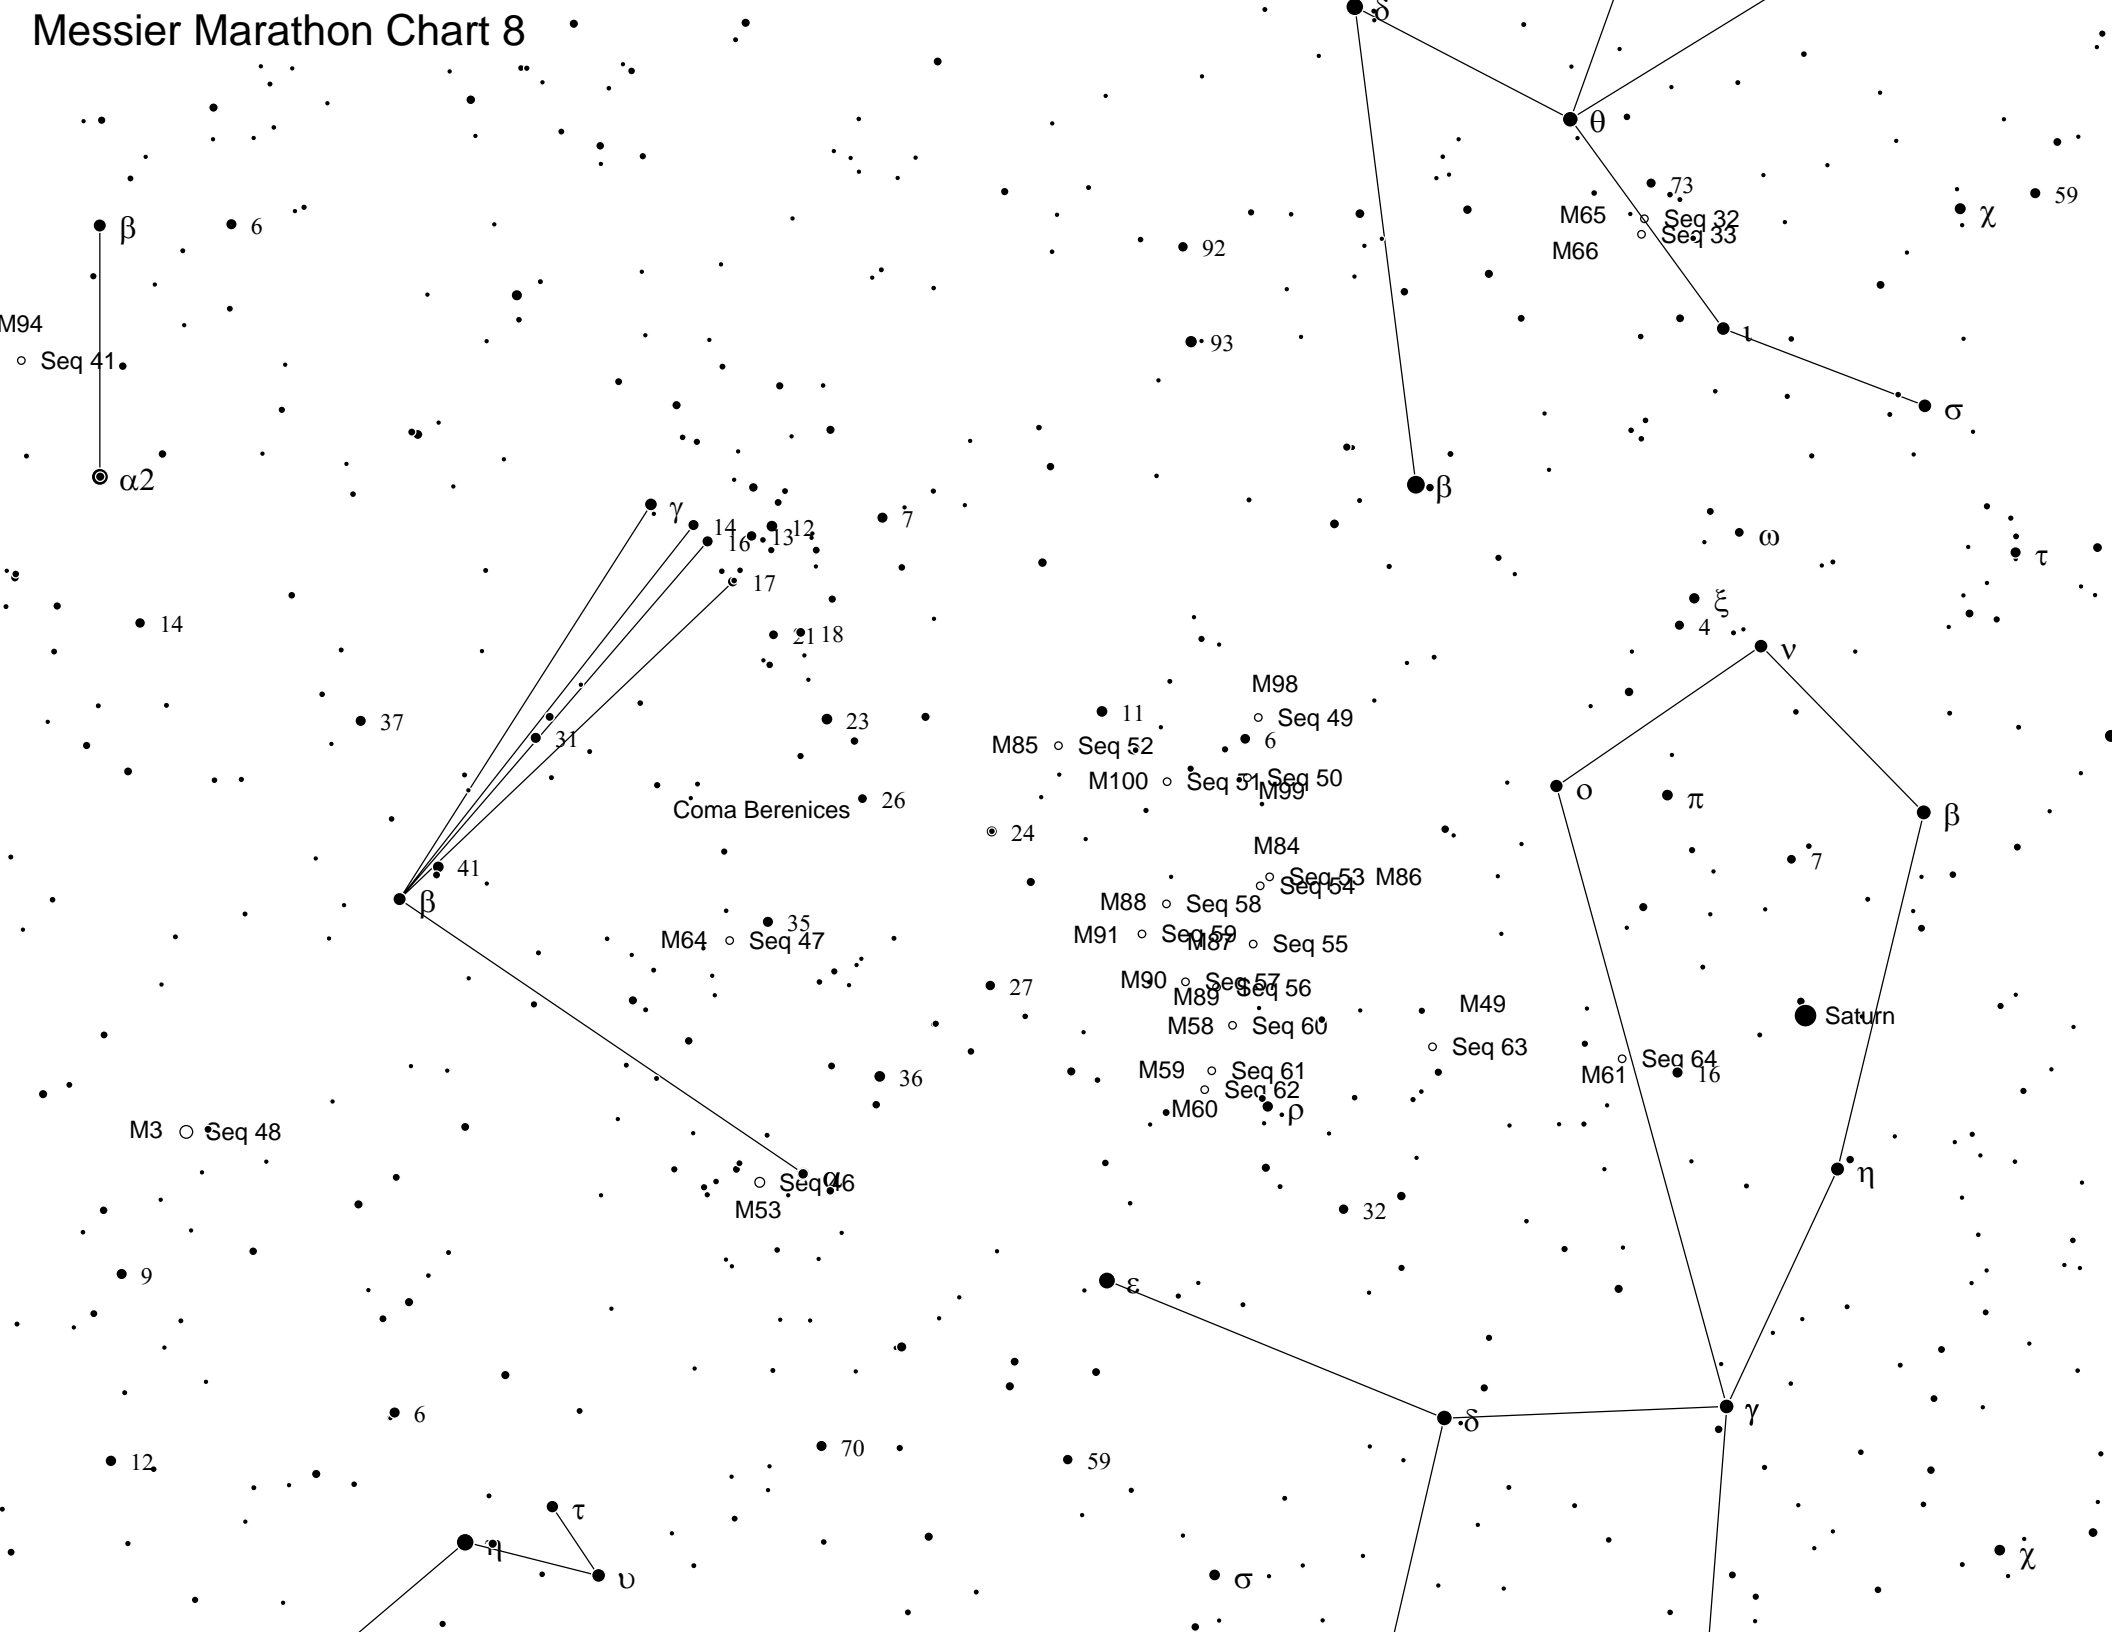 Messier Marathon Chart 8
δ
θ
73
M65 Seq 32
M66 Seq 33
χ
59
β
6
92
M94
Seq 41
93
ι
σ
α2
β
γ
14
16
13
12
7
17
ω
τ
14
21
18
ξ
4
ν
M98
Seq 49
37
31
23
11
6
M85 Seq 52
M100 Seq 51
Seq 50
M99
Coma Berenices
26
24
ο
π
β
7
M84
Seq 53 M86
Seq 54
41
β
M88 Seq 58
35
M64 Seq 47
M91 Seq 59
M87 Seq 55
27
M90 Seq 57
M89 Seq 56
M49
Seq 63
M58 Seq 60
Saturn
Seq 64
M61
16
M59 Seq 61
Seq 62
M60
ρ
36
M3 Seq 48
α
Seq 46
M53
η
32
9
ε
6
δ
γ
12
70
59
τ
η
υ
σ
χ